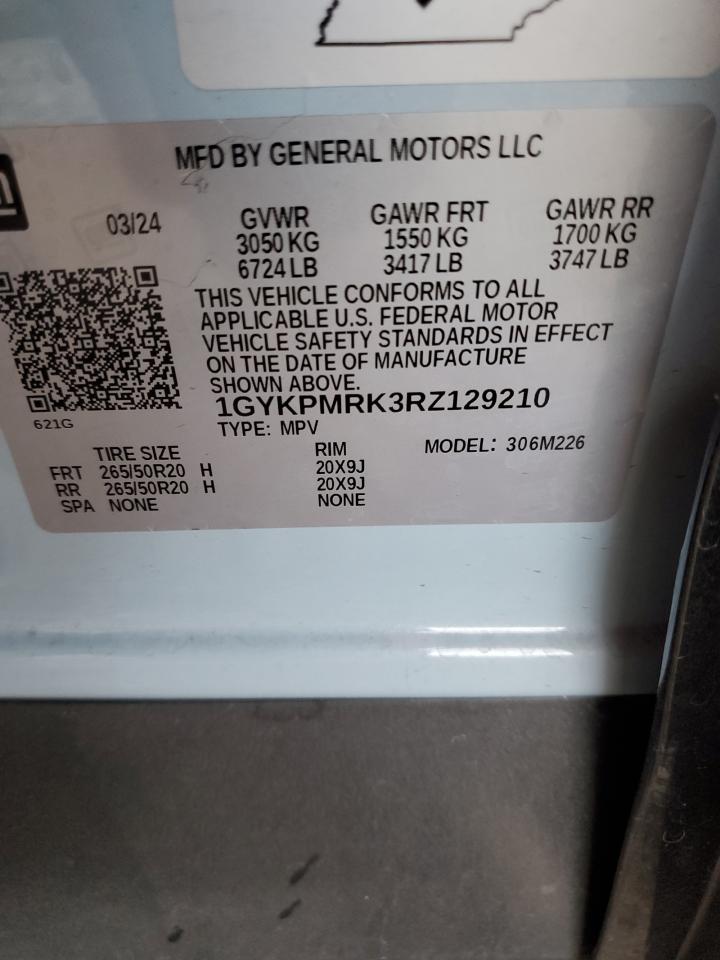 MFD BY GENERAL MOTORS LLC
03/24 GVWR GAWR FRT GAWR RR
3050 KG 1550 KG 1700 KG
6724 LB 3417 LB 3747 LB
THIS VEHICLE CONFORMS TO ALL
APPLICABLE U.S. FEDERAL MOTOR
VEHICLE SAFETY STANDARDS IN EFFECT
ON THE DATE OF MANUFACTURE
SHOWN ABOVE.
1GYKPMRK3RZ129210
621G
TYPE: MPV
TIRE SIZE RIM MODEL: 306M226
FRT 265/50R20 H 20X9J
RR 265/50R20 H 20X9J
SPA NONE NONE